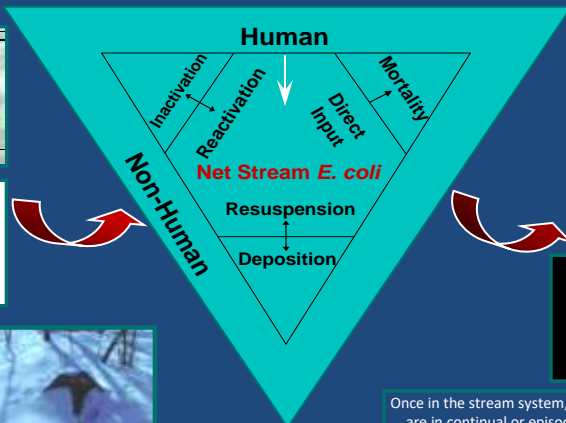 Human
Inactivation
Reactivation
Direct
Input
Mortality
Non-Human
Net Stream E. coli
Resuspension
Deposition
Once in the stream system,
are in continual or episod